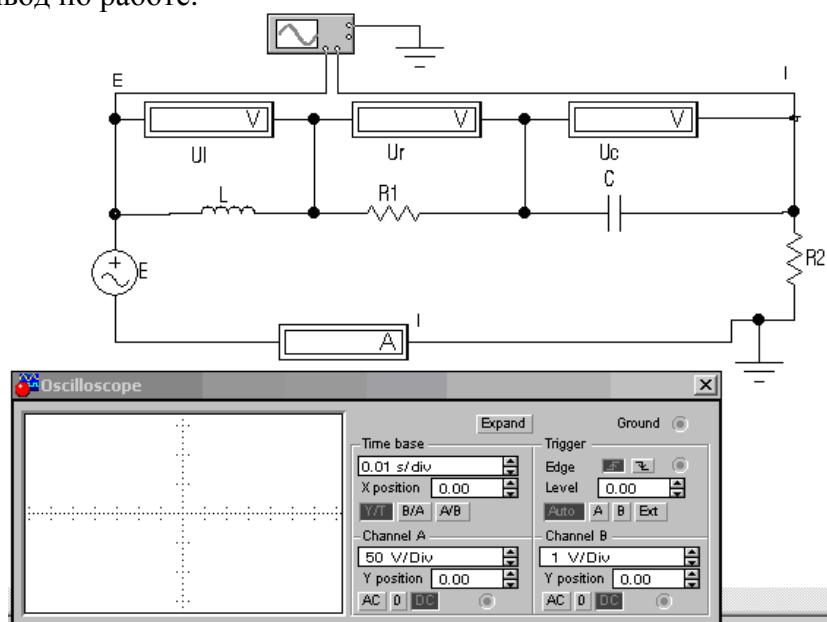 вод по работе.
E
I
V
V
V
Ul
Ur
Uc
L
R1
C
R2
E
I
A
Oscilloscope
Expand
Ground
Time base
0.01 s/div
X position 0.00
Y/T B/A A/B
Trigger
Edge
Level 0.00
Auto A B Ext
Channel A
50 V/Div
Y position 0.00
AC 0 DC
Channel B
1 V/Div
Y position 0.00
AC 0 DC